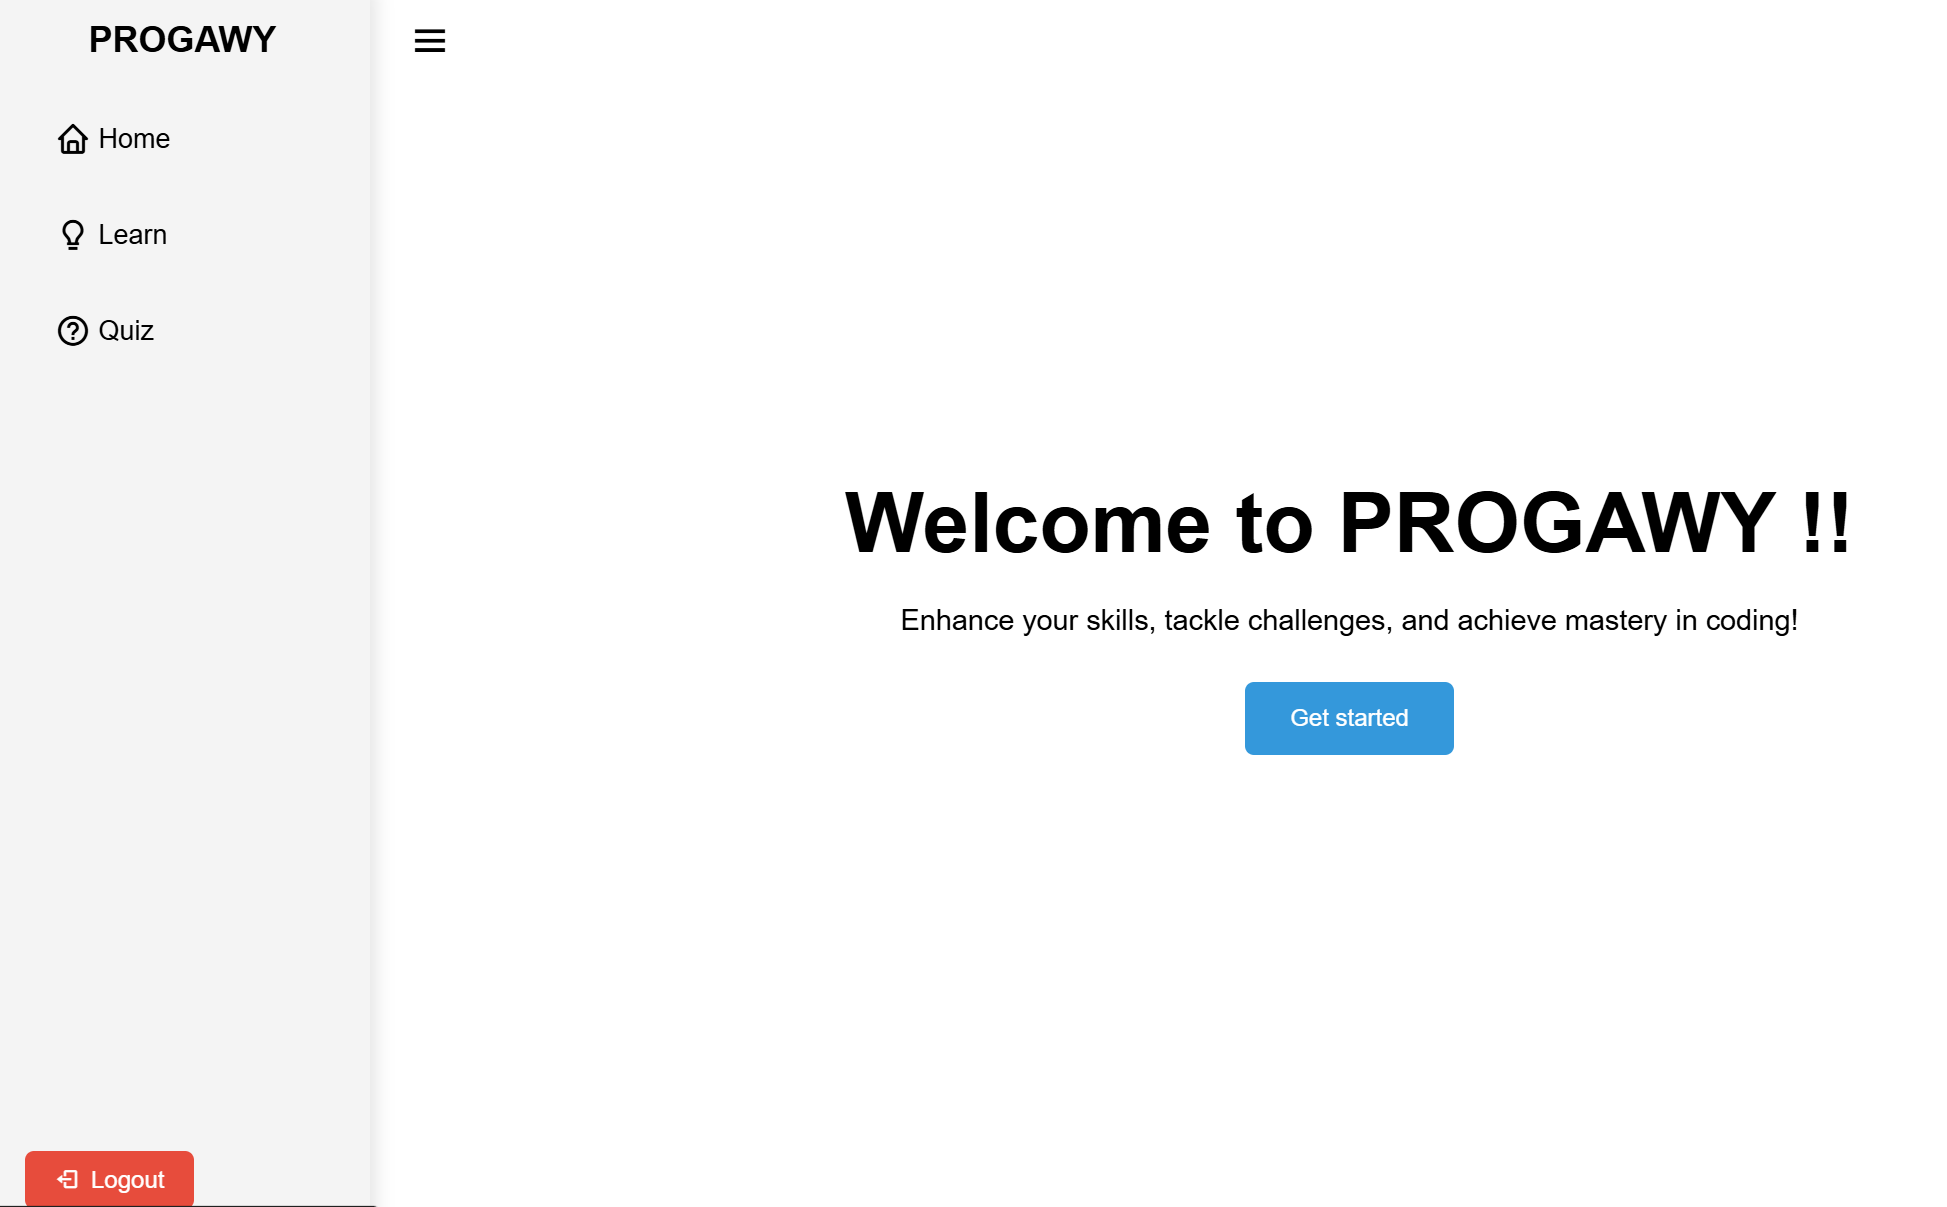 PROGAWY
Home
Learn
Quiz
Welcome to PROGAWY !!
Enhance your skills, tackle challenges, and achieve mastery in coding!
Get started
Logout